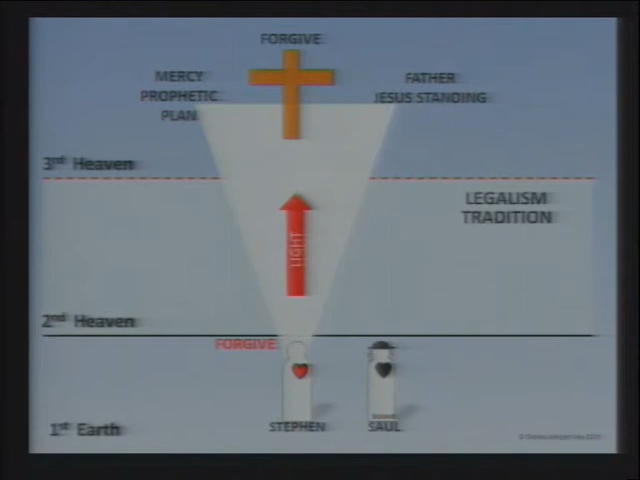 FORGIVE
MERCY
PROPHETIC
PLAN
FATHER
JESUS STANDING
3rd Heaven
LEGALISM
TRADITION
LIGHT
2nd Heaven
FORGIVE
1st Earth
STEPHEN
SAUL